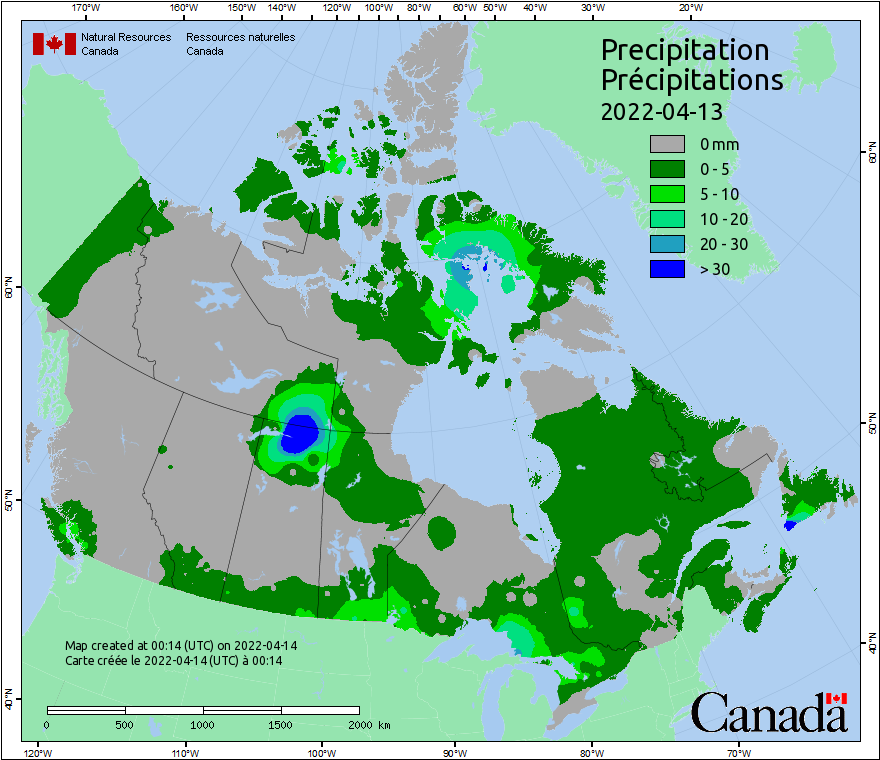 170°W 160°W 150°W 140°W 130°W 120°W 110°W 100°W 90°W 80°W 70°W 60°W 50°W 40°W 30°W 20°W
Natural Resources Ressources naturelles
Canada Canada
Precipitation
Précipitations
2022-04-13
0 mm
0 - 5
5 - 10
10 - 20
20 - 30
> 30
60°N
60°N
50°N
50°N
40°N
40°N
Map created at 00:14 (UTC) on 2022-04-14
Carte créée le 2022-04-14 (UTC) à 00:14
0 500 1000 1500 2000 km
Canada
120°W 110°W 100°W 90°W 80°W 70°W